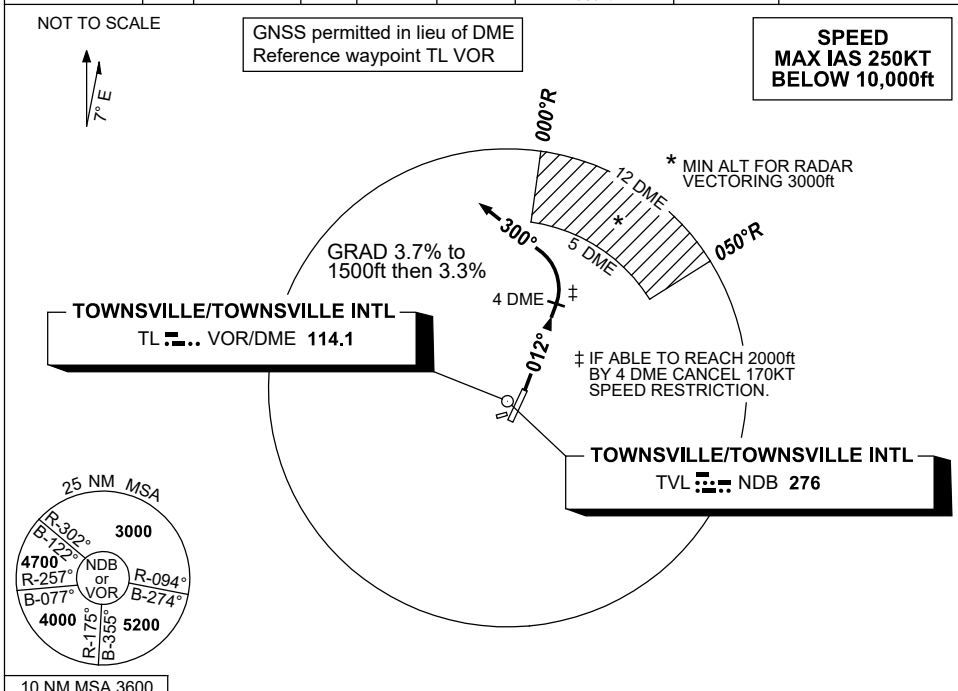 NOT TO SCALE
7° E
GNSS permitted in lieu of DME
Reference waypoint TL VOR
SPEED
MAX IAS 250KT
BELOW 10,000ft
000°R
12 DME
* MIN ALT FOR RADAR
VECTORING 3000ft
*
5 DME
050°R
300°
GRAD 3.7% to
1500ft then 3.3%
4 DME
‡
012°
TOWNSVILLE/TOWNSVILLE INTL
TL VOR/DME 114.1
‡ IF ABLE TO REACH 2000ft
BY 4 DME CANCEL 170KT
SPEED RESTRICTION.
TOWNSVILLE/TOWNSVILLE INTL
TVL NDB 276
25 NM MSA
R-302°
B-122°
3000
4700
R-257°
B-077°
NDB
or
VOR
R-094°
B-274°
4000
R-175°
B-355°
5200
10 NM MSA 3600